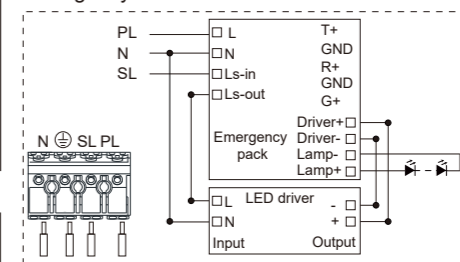 PL L T+
N N GND
SL Ls-in R+
GND
Ls-out G+
Driver+
Emergency Driver-
pack Lamp-
Lamp+
N SL PL
L LED driver -
N +
Input Output